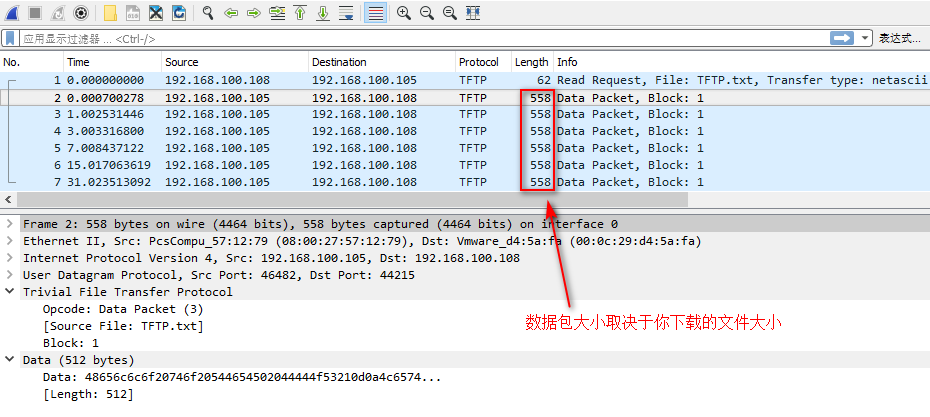 应用显示过滤器 … <Ctrl-/>
表达式…
No. Time Source Destination Protocol Length Info
1 0.000000000 192.168.100.108 192.168.100.105 TFTP 62 Read Request, File: TFTP.txt, Transfer type: netascii
2 0.000700278 192.168.100.105 192.168.100.108 TFTP 558 Data Packet, Block: 1
3 1.002531446 192.168.100.105 192.168.100.108 TFTP 558 Data Packet, Block: 1
4 3.003316800 192.168.100.105 192.168.100.108 TFTP 558 Data Packet, Block: 1
5 7.008437122 192.168.100.105 192.168.100.108 TFTP 558 Data Packet, Block: 1
6 15.017063619 192.168.100.105 192.168.100.108 TFTP 558 Data Packet, Block: 1
7 31.023513092 192.168.100.105 192.168.100.108 TFTP 558 Data Packet, Block: 1
Frame 2: 558 bytes on wire (4464 bits), 558 bytes captured (4464 bits) on interface 0
Ethernet II, Src: PcsCompu_57:12:79 (08:00:27:57:12:79), Dst: Vmware_d4:5a:fa (00:0c:29:d4:5a:fa)
Internet Protocol Version 4, Src: 192.168.100.105, Dst: 192.168.100.108
User Datagram Protocol, Src Port: 46482, Dst Port: 44215
Trivial File Transfer Protocol
Opcode: Data Packet (3)
[Source File: TFTP.txt]
Block: 1
数据包大小取决于你下载的文件大小
Data (512 bytes)
Data: 48656c6c6f20746f20544654502044444f53210d0a4c6574...
[Length: 512]